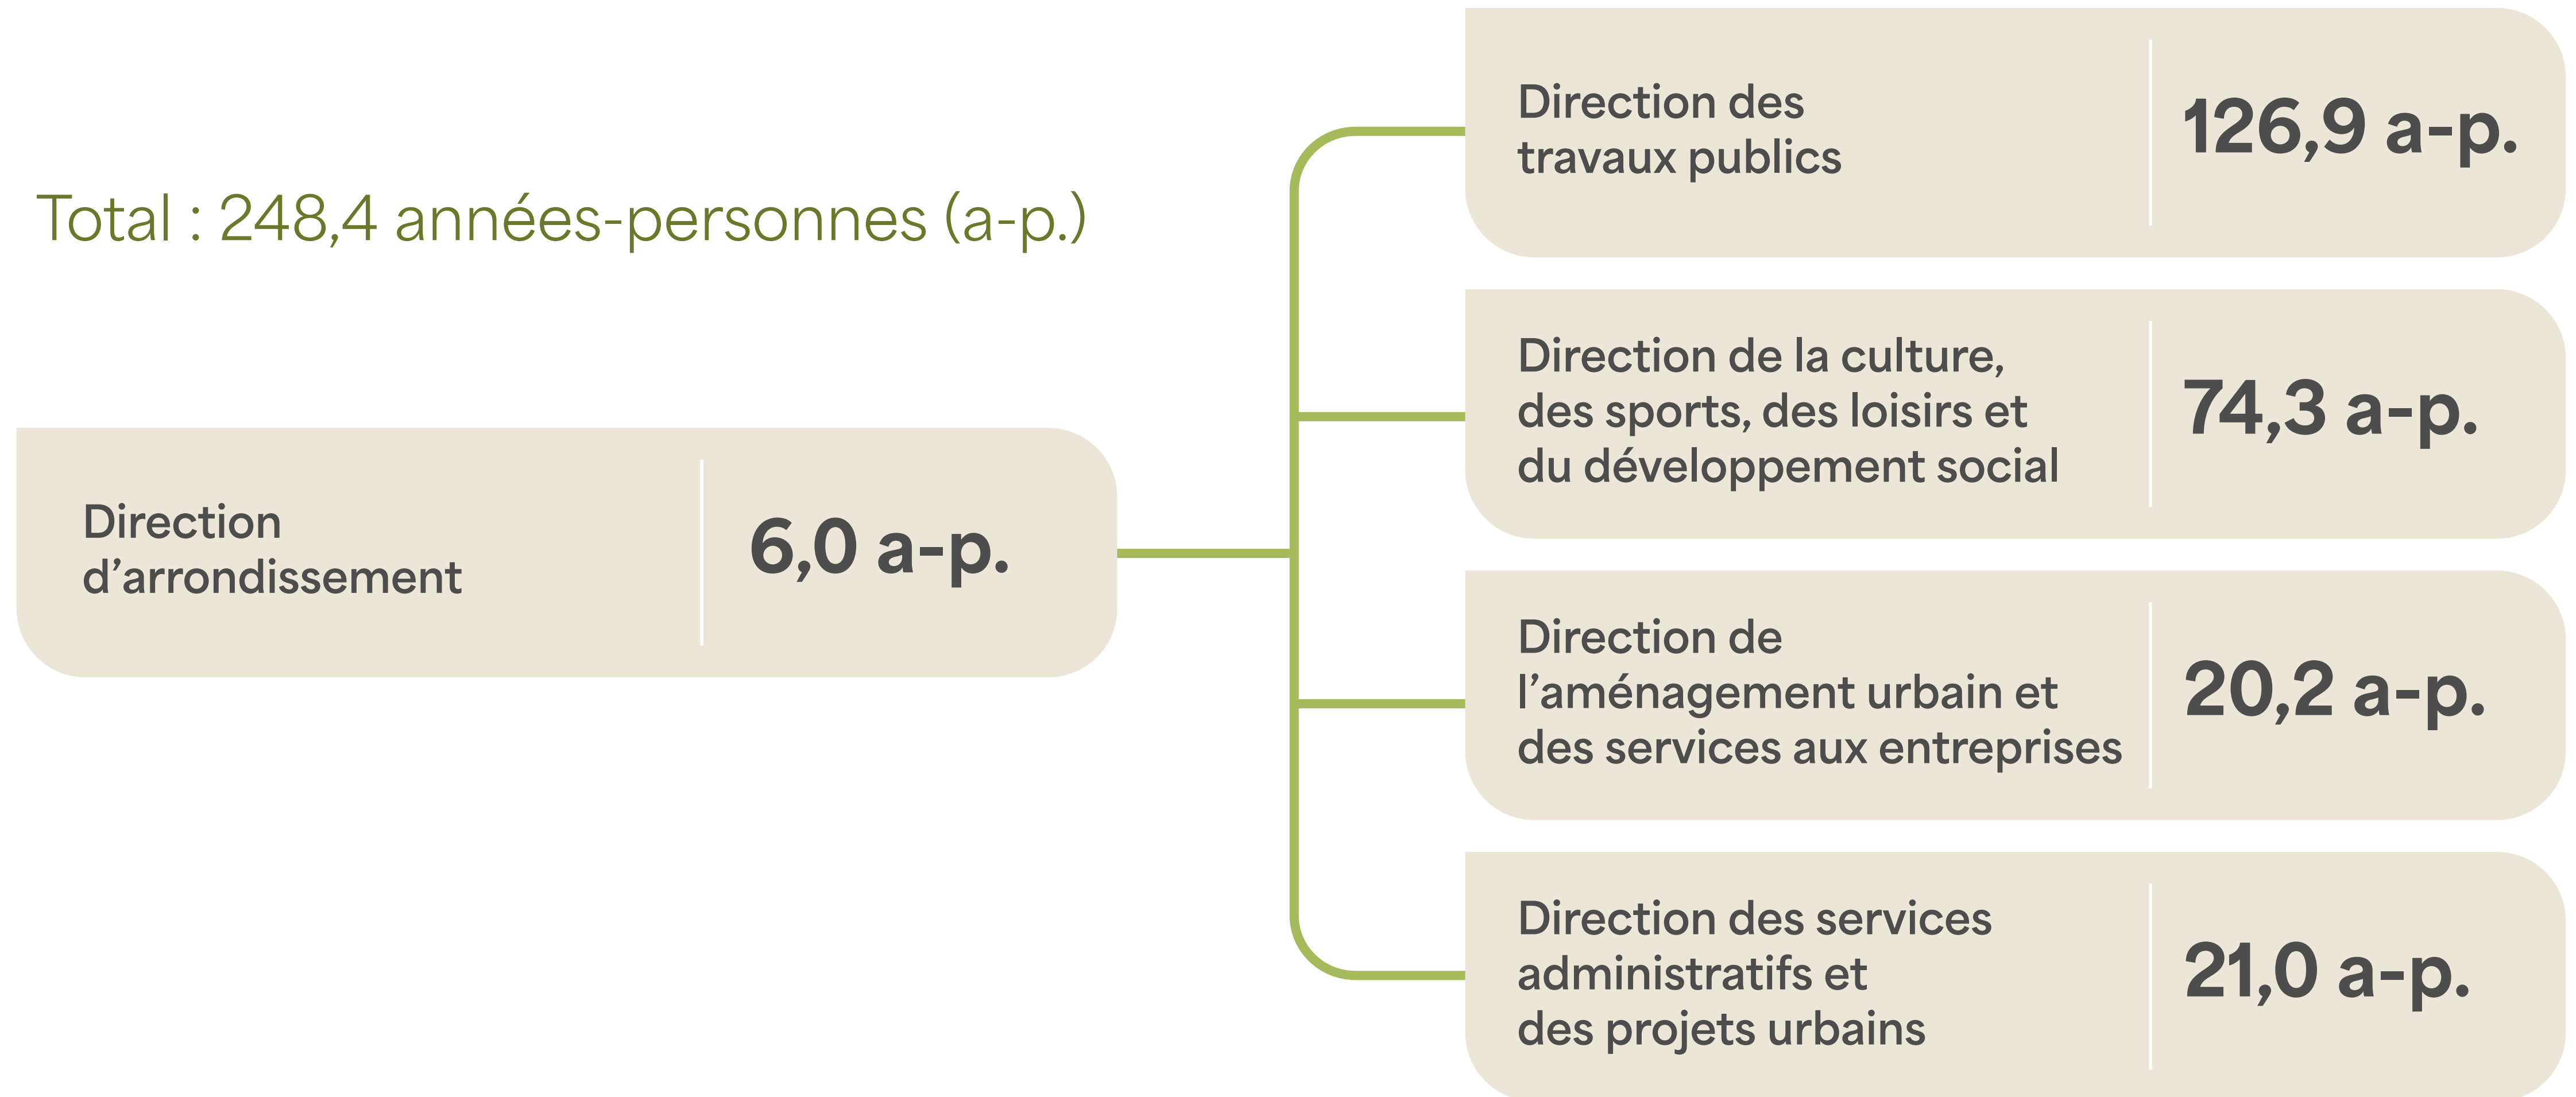 Total : 248,4 années-personnes (a-p.)
Direction
d’arrondissement
6,0 a-p.
Direction des
travaux publics
126,9 a-p.
Direction de la culture,
des sports, des loisirs et
du développement social
74,3 a-p.
Direction de
l’aménagement urbain et
des services aux entreprises
20,2 a-p.
Direction des services
administratifs et
des projets urbains
21,0 a-p.